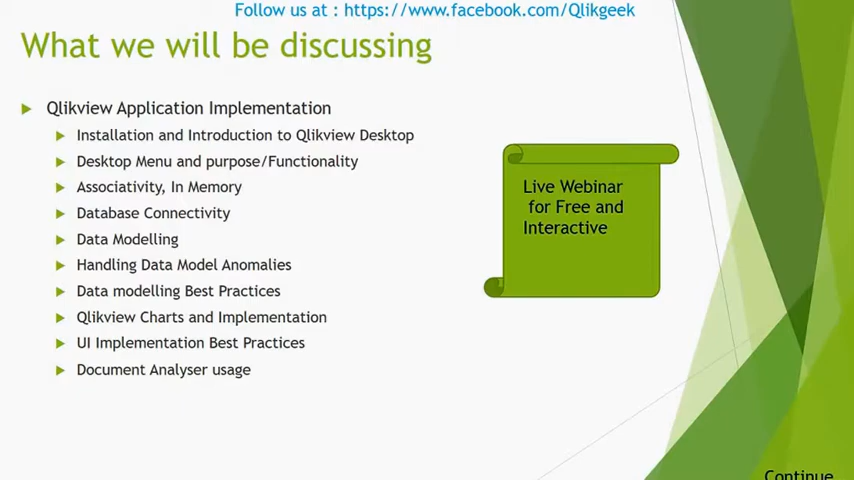 Follow us at : https://www.facebook.com/Qlikgeek
What we will be discussing
Qlikview Application Implementation
Installation and Introduction to Qlikview Desktop
Desktop Menu and purpose/Functionality
Associativity, In Memory
Database Connectivity
Data Modelling
Handling Data Model Anomalies
Data modelling Best Practices
Qlikview Charts and Implementation
UI Implementation Best Practices
Document Analyser usage
Live Webinar
for Free and
Interactive
Continue